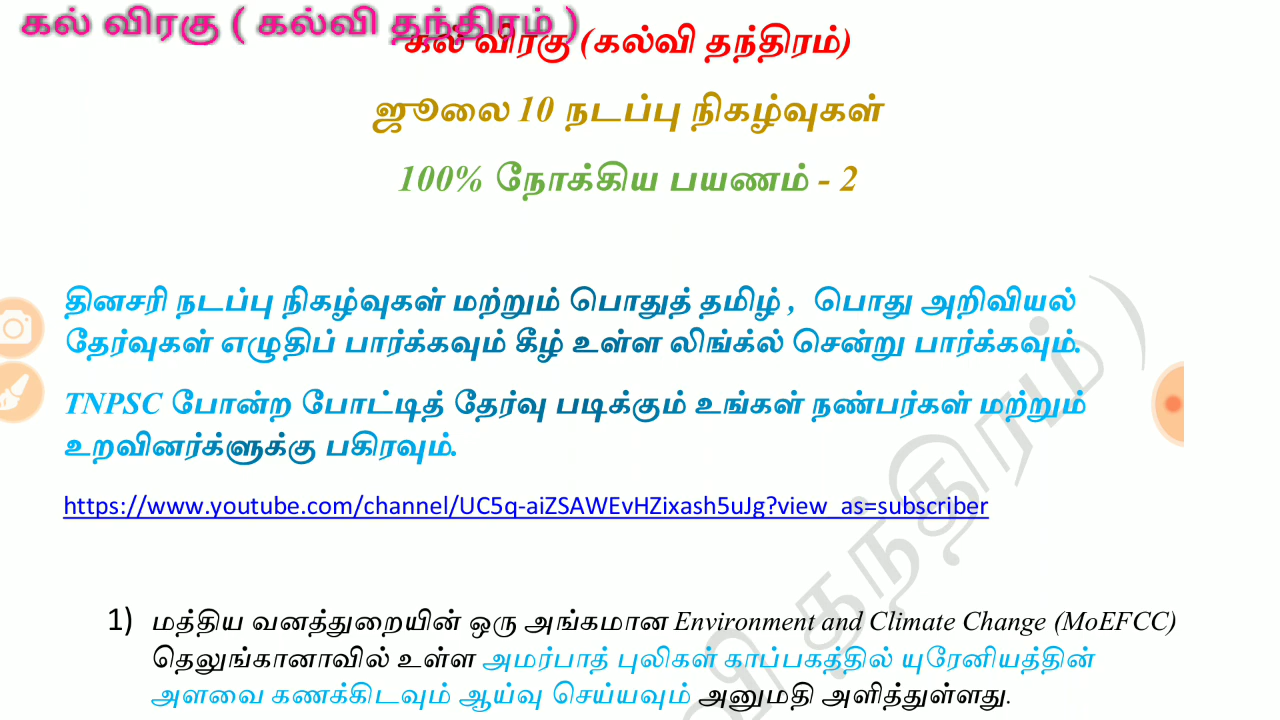 கல் விரகு ( கல்வி தந்திரம் )
கல் விரகு (கல்வி தந்திரம்)
ஜூலை 10 நடப்பு நிகழ்வுகள்
100% நோக்கிய பயணம் - 2
தினசரி நடப்பு நிகழ்வுகள் மற்றும் பொதுத் தமிழ் , பொது அறிவியல்
தேர்வுகள் எழுதிப் பார்க்கவும் கீழ் உள்ள லிங்க்ல் சென்று பார்க்கவும்.
TNPSC போன்ற போட்டித் தேர்வு படிக்கும் உங்கள் நண்பர்கள் மற்றும்
உறவினர்க்ளுக்கு பகிரவும்.
https://www.youtube.com/channel/UC5q-aiZSAWEvHZixash5uJg?view_as=subscriber
1) மத்திய வனத்துறையின் ஒரு அங்கமான Environment and Climate Change (MoEFCC)
தெலுங்கானாவில் உள்ள அமர்பாத் புலிகள் காப்பகத்தில் யுரேனியத்தின்
அளவை கணக்கிடவும் ஆய்வு செய்யவும் அனுமதி அளித்துள்ளது.
வி தந்திரம் )